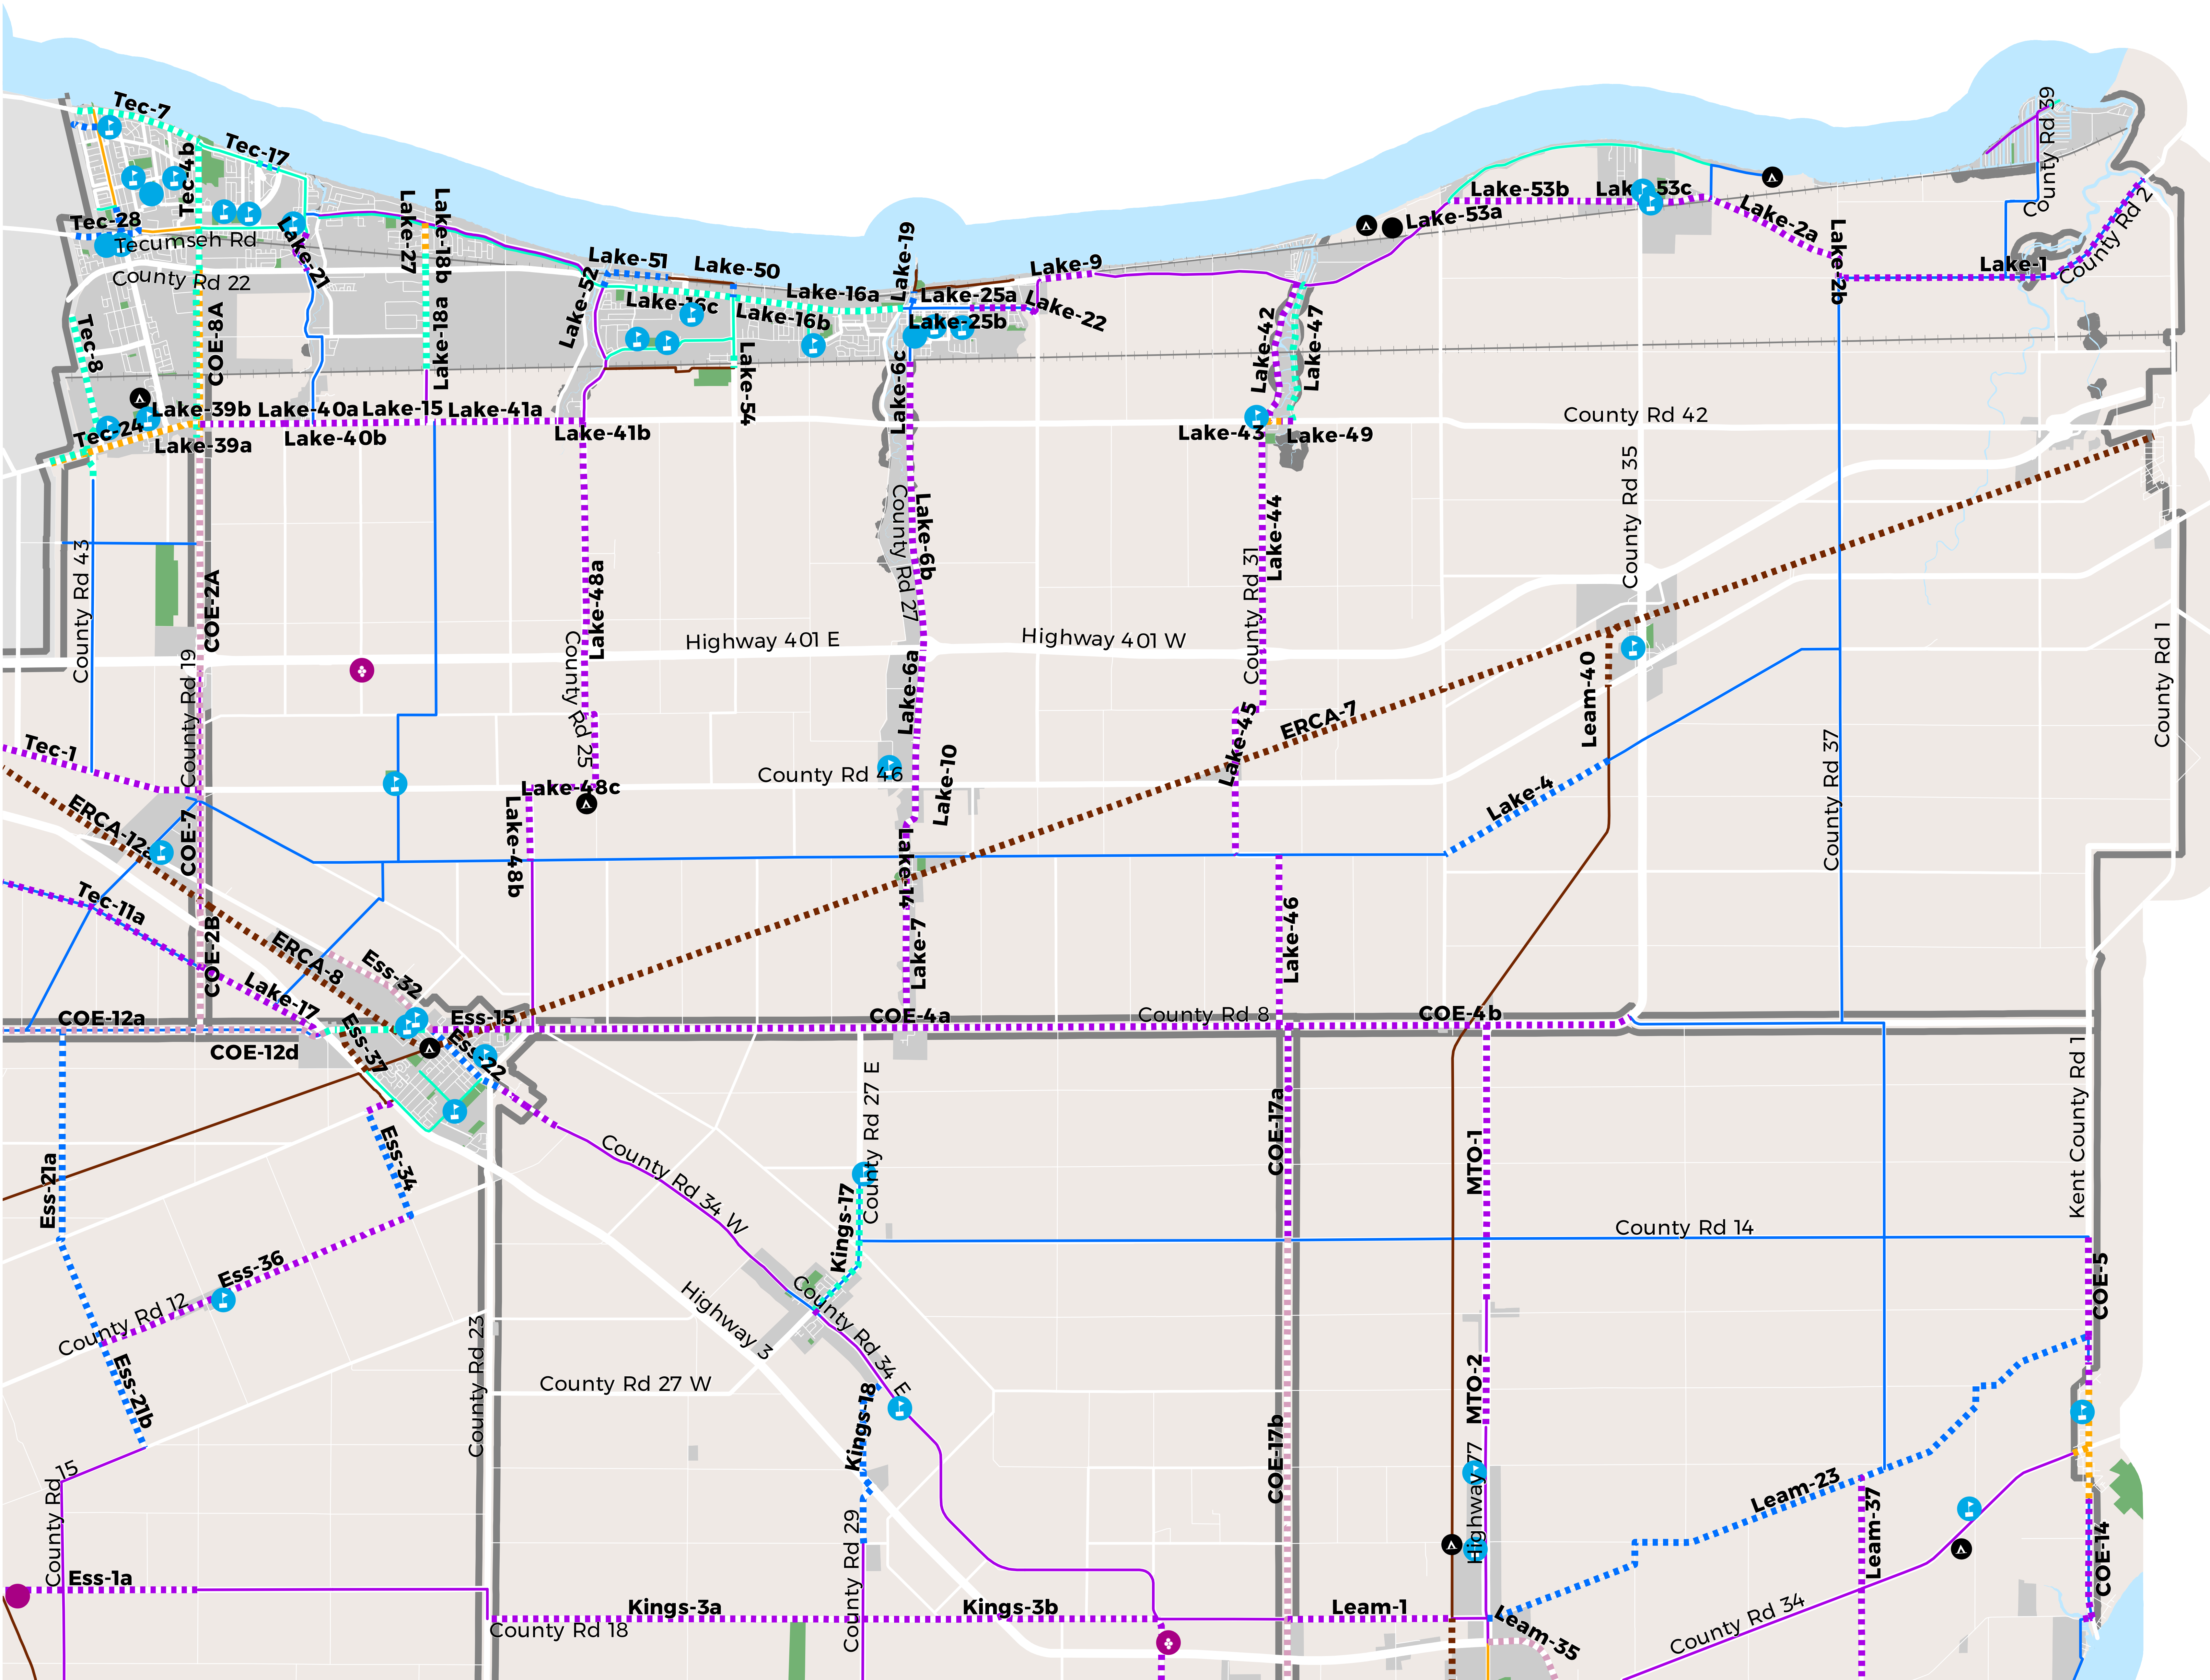 Tec-7
Tec-17
Tec-4b
Tec-28
Tecumseh Rd
County Rd 22
Lake-21
Lake-27
Lake-18b
Lake-18a
COE-8A
Tec-8
Lake-39b
Lake-40a
Lake-15
Lake-41a
Tec-24
Lake-39a
Lake-40b
Lake-41b
Lake-52
Lake-51
Lake-50
Lake-16c
Lake-16a
Lake-16b
Lake-54
Lake-19
Lake-25a
Lake-25b
Lake-22
Lake-9
Lake-6c
Lake-42
Lake-47
Lake-43
Lake-49
Lake-53a
Lake-53b
Lake-53c
Lake-2a
Lake-2b
Lake-1
County Rd 39
County Rd 2
County Rd 42
County Rd 35
County Rd 43
COE-2A
County Rd 19
Lake-48a
County Rd 25
Highway 401 E
Highway 401 W
County Rd 27
Lake-6b
Lake-6a
Lake-44
County Rd 31
Lake-45
ERCA-7
Leam-40
County Rd 1
County Rd 37
Tec-1
ERCA-12a
COE-7
Lake-48c
Lake-48b
County Rd 46
Lake-10
Lake-14
Lake-7
Lake-4
Lake-46
Tec-11a
COE-2B
ERCA-8
Ess-32
Lake-17
COE-12a
COE-12d
Ess-37
Ess-15
Ess-22
COE-4a
County Rd 8
COE-4b
Ess-21a
Ess-34
Ess-36
County Rd 12
Ess-21b
County Rd 15
Ess-1a
County Rd 23
County Rd 34 W
County Rd 27 E
Kings-17
Highway 3
County Rd 34 E
County Rd 27 W
Kings-18
County Rd 29
Kings-3a
Kings-3b
County Rd 18
COE-17a
COE-17b
MTO-1
MTO-2
Highway 77
County Rd 14
Kent County Rd 1
COE-5
Leam-23
Leam-37
COE-14
County Rd 34
Leam-1
Leam-35